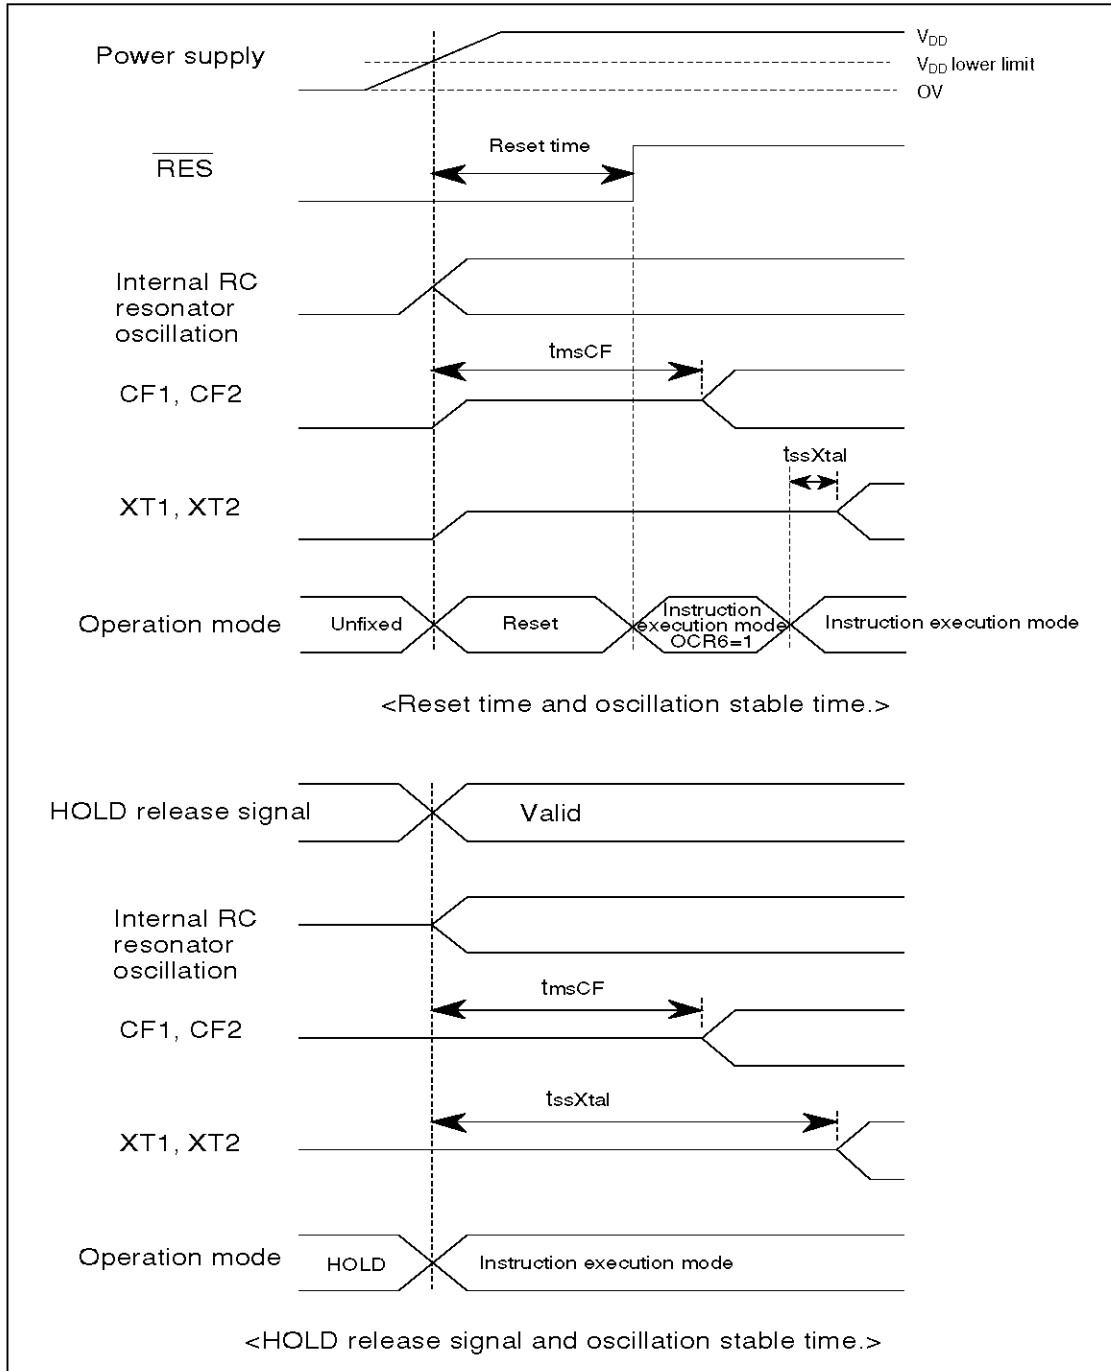 Power supply
VDD
VDD lower limit
OV
RES
Reset time
Internal RC
resonator
oscillation
tmsCF
CF1, CF2
tssXtal
XT1, XT2
Operation mode
Unfixed
Reset
Instruction
execution mode
OCR6=1
Instruction execution mode
<Reset time and oscillation stable time.>
HOLD release signal
Valid
Internal RC
resonator
oscillation
tmsCF
CF1, CF2
tssXtal
XT1, XT2
Operation mode
HOLD
Instruction execution mode
<HOLD release signal and oscillation stable time.>